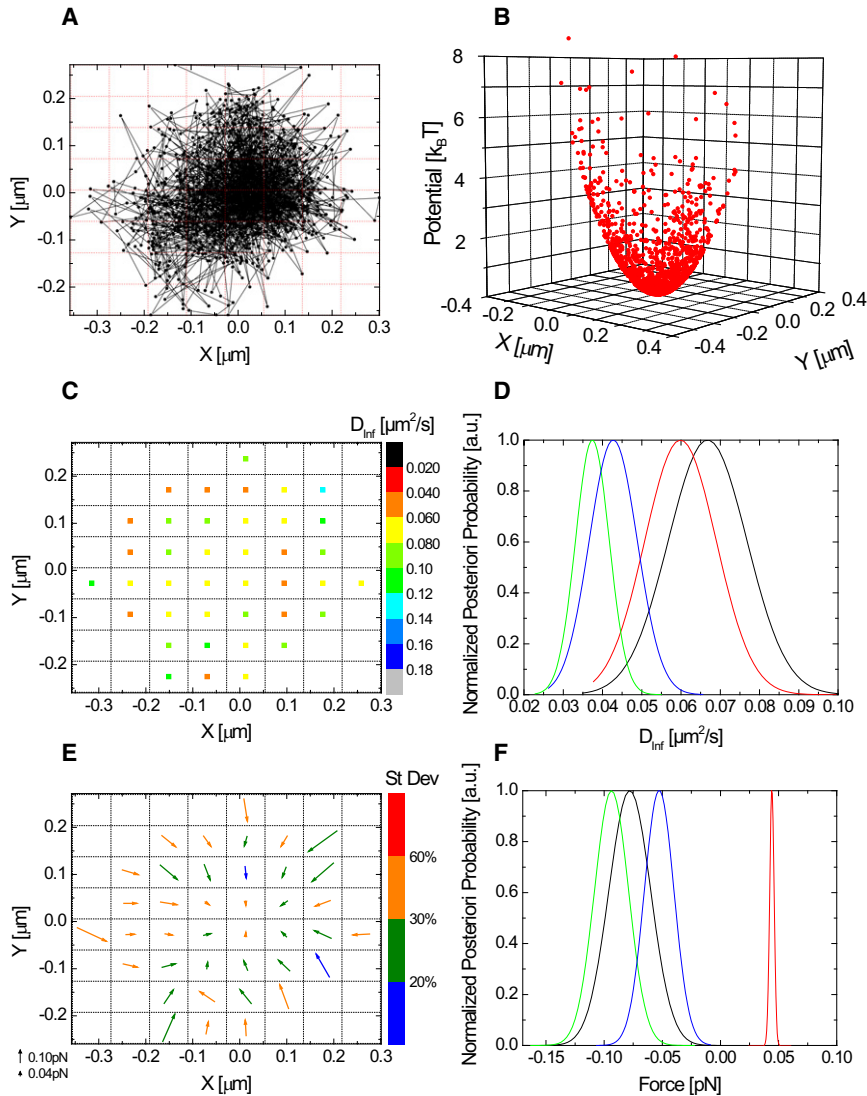 A
0.2
0.1
0.0
-0.1
-0.2
Y [µm]
-0.3 -0.2 -0.1 0.0 0.1 0.2 0.3
X [µm]
B
8
6
4
2
Potential [k_BT]
-0.4 -0.2 0.0 0.2 0.4
X [µm]
-0.4 -0.2 0.0 0.2 0.4
Y [µm]
C
0.2
0.1
0.0
-0.1
-0.2
Y [µm]
-0.3 -0.2 -0.1 0.0 0.1 0.2 0.3
X [µm]
D_Inf [µm²/s]
0.020
0.040
0.060
0.080
0.10
0.12
0.14
0.16
0.18
D
Normalized Posteriori Probability [a.u.]
1.0
0.8
0.6
0.4
0.2
0.0
0.02 0.03 0.04 0.05 0.06 0.07 0.08 0.09 0.10
D_Inf [µm²/s]
E
0.2
0.1
0.0
-0.1
-0.2
Y [µm]
-0.3 -0.2 -0.1 0.0 0.1 0.2 0.3
X [µm]
0.10pN
0.04pN
St Dev
60%
30%
20%
F
Normalized Posteriori Probability [a.u.]
1.0
0.8
0.6
0.4
0.2
0.0
-0.15 -0.10 -0.05 0.00 0.05 0.10
Force [pN]